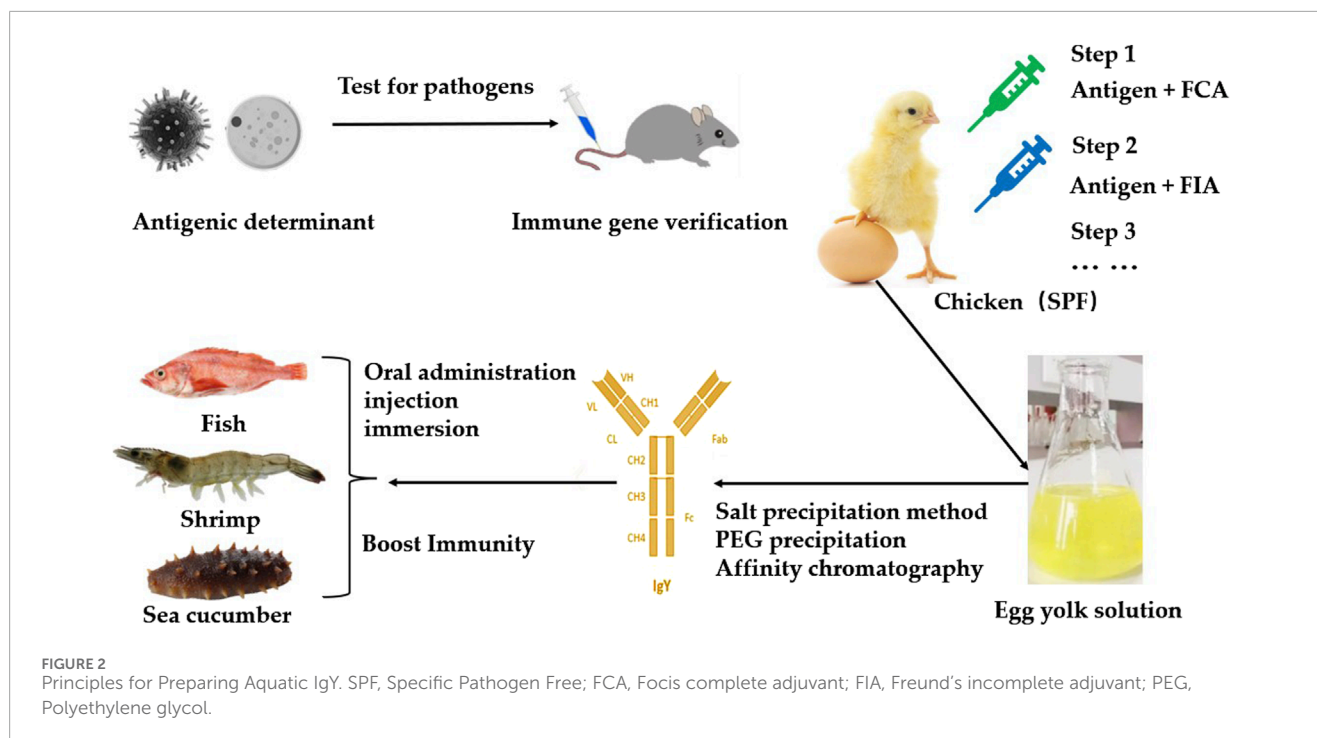 Test for pathogens
Antigenic determinant
Immune gene verification
Step 1
Antigen + FCA
Step 2
Antigen + FIA
Step 3
... ...
Chicken（SPF）
Fish
Shrimp
Sea cucumber
Oral administration
injection
immersion
Boost Immunity
VH
VL
CH1
CL
Fab
CH2
CH3
Fc
CH4
IgY
Salt precipitation method
PEG precipitation
Affinity chromatography
Egg yolk solution
FIGURE 2
Principles for Preparing Aquatic IgY. SPF, Specific Pathogen Free; FCA, Focis complete adjuvant; FIA, Freund's incomplete adjuvant; PEG,
Polyethylene glycol.